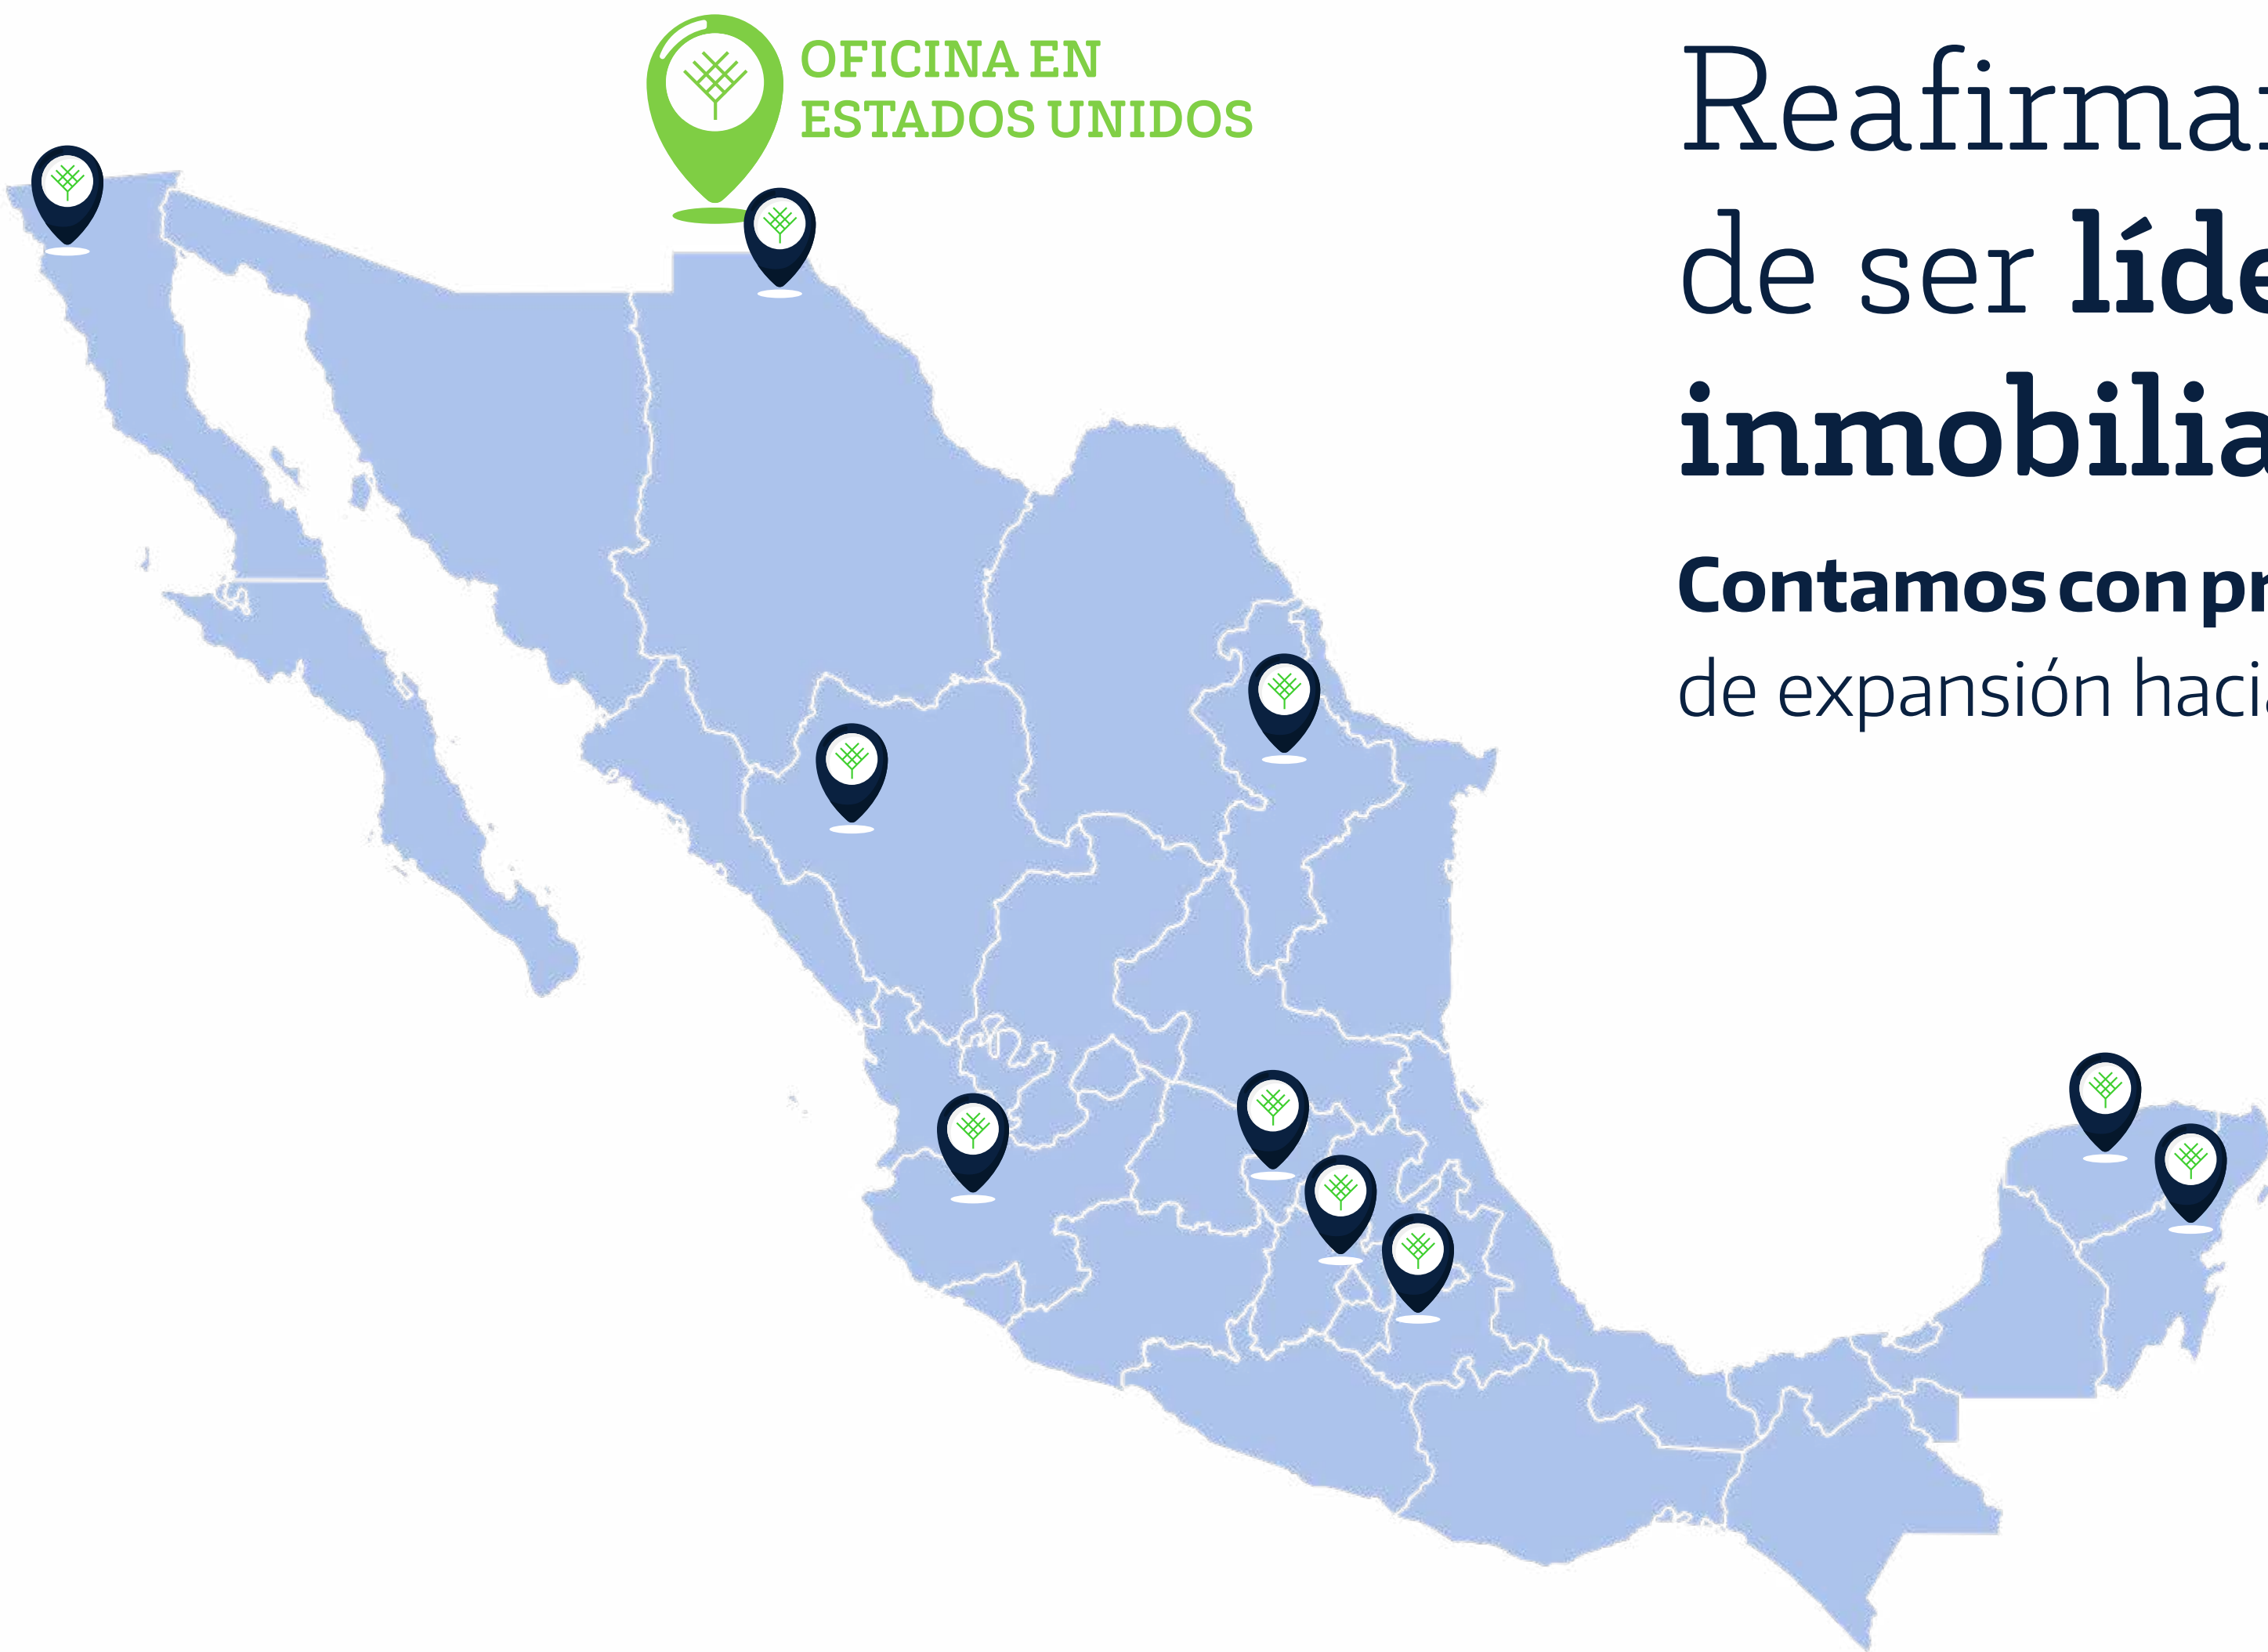 OFICINA EN
ESTADOS UNIDOS
Reafirma
de ser líde
inmobilia
Contamos con pr
de expansión haci